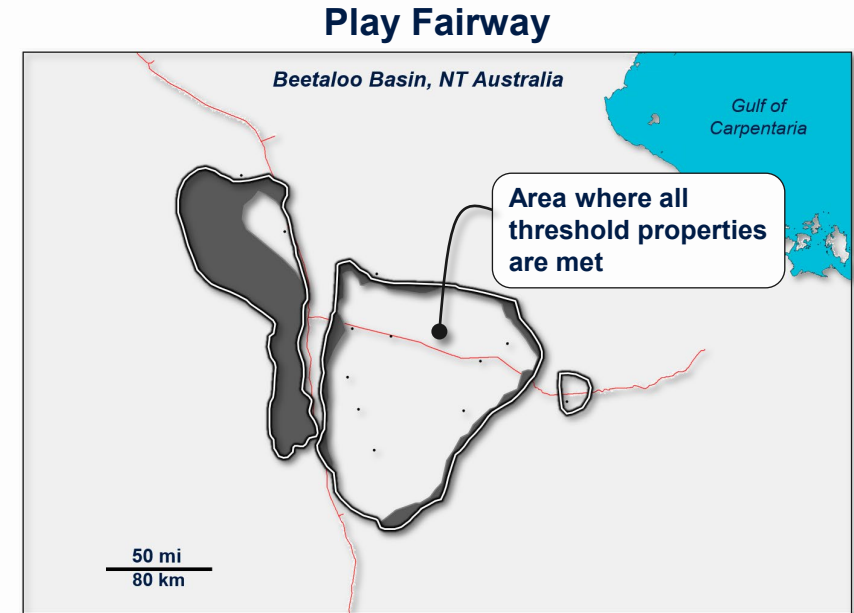 Play Fairway
Beetaloo Basin, NT Australia
Gulf of
Carpentaria
Area where all
threshold properties
are met
50 mi
80 km